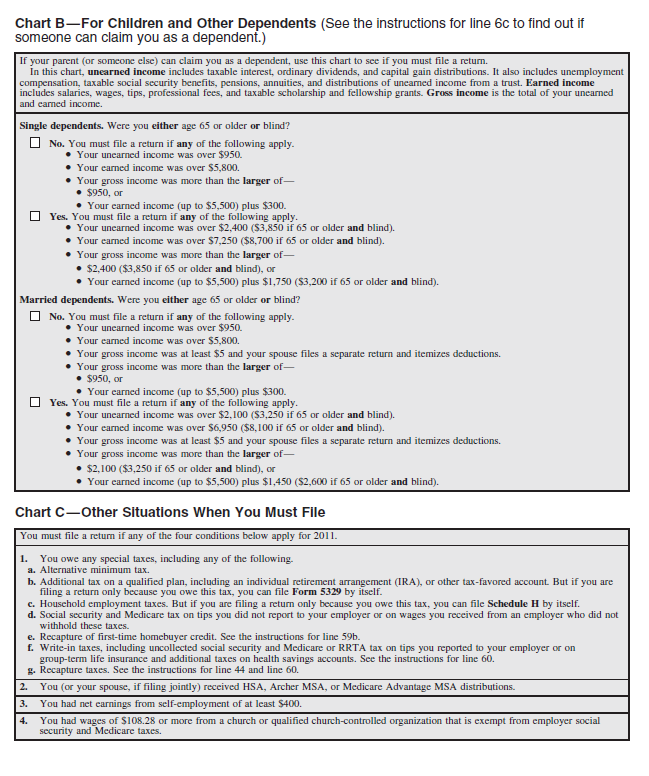 Chart B—For Children and Other Dependents (See the instructions for line 6c to find out if
someone can claim you as a dependent.)
If your parent (or someone else) can claim you as a dependent, use this chart to see if you must file a return.
In this chart, unearned income includes taxable interest, ordinary dividends, and capital gain distributions. It also includes unemployment
compensation, taxable social security benefits, pensions, annuities, and distributions of unearned income from a trust. Earned income
includes salaries, wages, tips, professional fees, and taxable scholarship and fellowship grants. Gross income is the total of your unearned
and earned income.
Single dependents. Were you either age 65 or older or blind?
☐ No. You must file a return if any of the following apply.
• Your unearned income was over $950.
• Your earned income was over $5,800.
• Your gross income was more than the larger of—
• $950, or
• Your earned income (up to $5,500) plus $300.
☐ Yes. You must file a return if any of the following apply.
• Your unearned income was over $2,400 ($3,850 if 65 or older and blind).
• Your earned income was over $7,250 ($8,700 if 65 or older and blind).
• Your gross income was more than the larger of—
• $2,400 ($3,850 if 65 or older and blind), or
• Your earned income (up to $5,500) plus $1,750 ($3,200 if 65 or older and blind).
Married dependents. Were you either age 65 or older or blind?
☐ No. You must file a return if any of the following apply.
• Your unearned income was over $950.
• Your earned income was over $5,800.
• Your gross income was at least $5 and your spouse files a separate return and itemizes deductions.
• Your gross income was more than the larger of—
• $950, or
• Your earned income (up to $5,500) plus $300.
☐ Yes. You must file a return if any of the following apply.
• Your unearned income was over $2,100 ($3,250 if 65 or older and blind).
• Your earned income was over $6,950 ($8,100 if 65 or older and blind).
• Your gross income was at least $5 and your spouse files a separate return and itemizes deductions.
• Your gross income was more than the larger of—
• $2,100 ($3,250 if 65 or older and blind), or
• Your earned income (up to $5,500) plus $1,450 ($2,600 if 65 or older and blind).
Chart C—Other Situations When You Must File
You must file a return if any of the four conditions below apply for 2011.
1. You owe any special taxes, including any of the following.
a. Alternative minimum tax.
b. Additional tax on a qualified plan, including an individual retirement arrangement (IRA), or other tax-favored account. But if you are
filing a return only because you owe this tax, you can file Form 5329 by itself.
c. Household employment taxes. But if you are filing a return only because you owe this tax, you can file Schedule H by itself.
d. Social security and Medicare tax on tips you did not report to your employer or on wages you received from an employer who did not
withhold these taxes.
e. Recapture of first-time homebuyer credit. See the instructions for line 59b.
f. Write-in taxes, including uncollected social security and Medicare or RRTA tax on tips you reported to your employer or on
group-term life insurance and additional taxes on health savings accounts. See the instructions for line 60.
g. Recapture taxes. See the instructions for line 44 and line 60.
2. You (or your spouse, if filing jointly) received HSA, Archer MSA, or Medicare Advantage MSA distributions.
3. You had net earnings from self-employment of at least $400.
4. You had wages of $108.28 or more from a church or qualified church-controlled organization that is exempt from employer social
security and Medicare taxes.